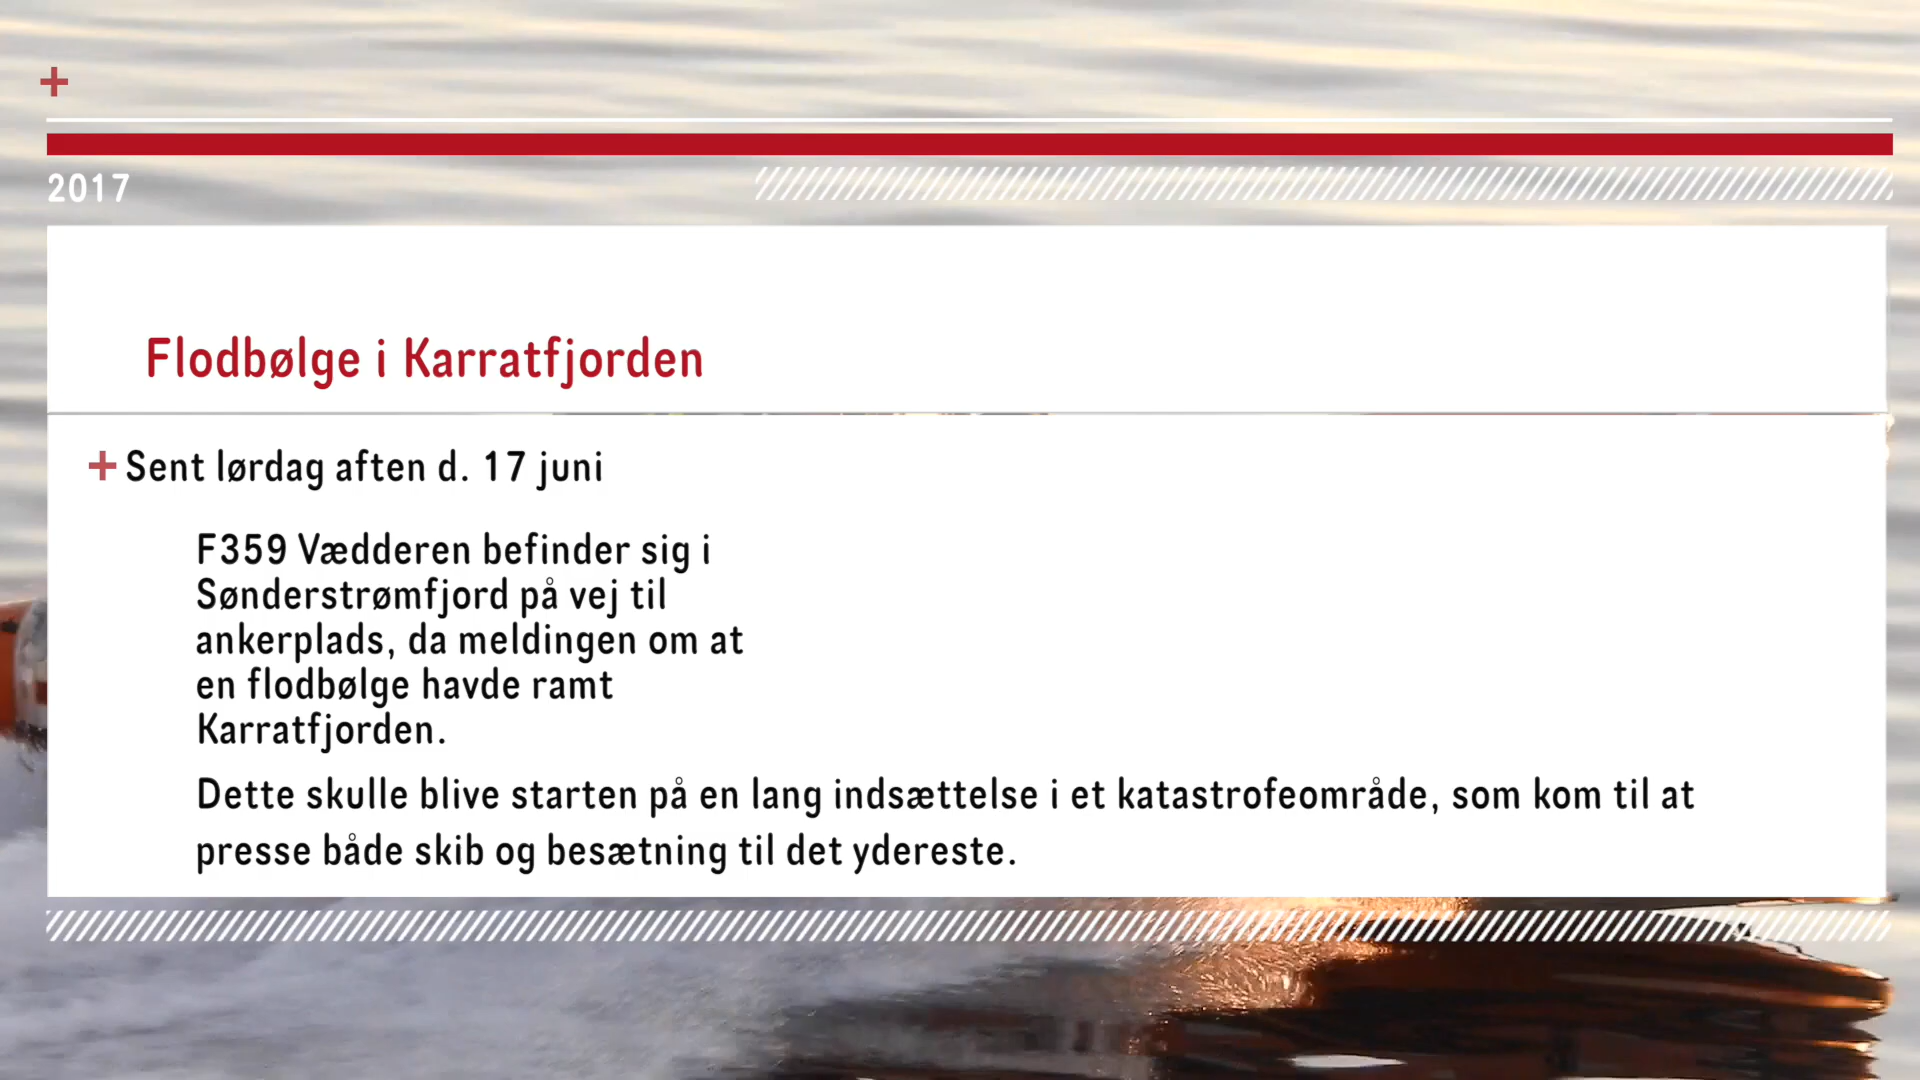 2017
Flodbølge i Karratfjorden
Sent lørdag aften d. 17 juni
F359 Vædderen befinder sig i
Sønderstrømfjord på vej til
ankerplads, da meldingen om at
en flodbølge havde ramt
Karratfjorden.
Dette skulle blive starten på en lang indsættelse i et katastrofeområde, som kom til at
presse både skib og besætning til det ydereste.